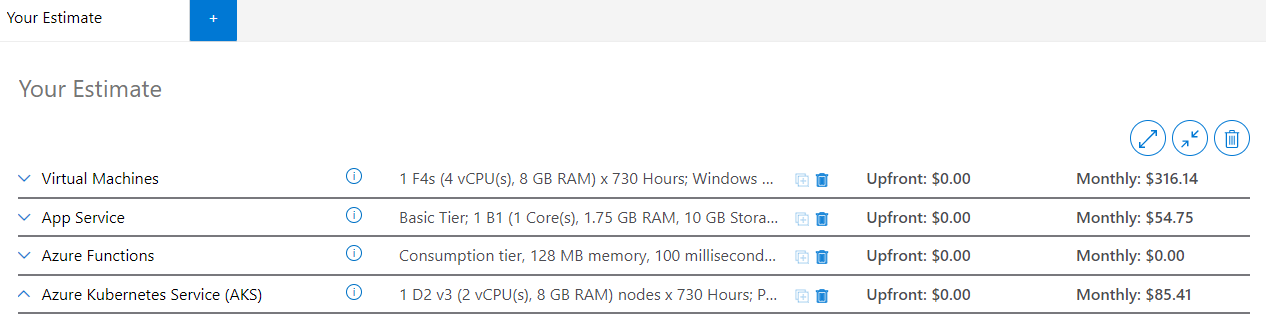 Your Estimate
+
Your Estimate
Virtual Machines 1 F4s (4 vCPU(s), 8 GB RAM) x 730 Hours; Windows ... Upfront: $0.00 Monthly: $316.14
App Service Basic Tier; 1 B1 (1 Core(s), 1.75 GB RAM, 10 GB Stora... Upfront: $0.00 Monthly: $54.75
Azure Functions Consumption tier, 128 MB memory, 100 millisecond... Upfront: $0.00 Monthly: $0.00
Azure Kubernetes Service (AKS) 1 D2 v3 (2 vCPU(s), 8 GB RAM) nodes x 730 Hours; P... Upfront: $0.00 Monthly: $85.41